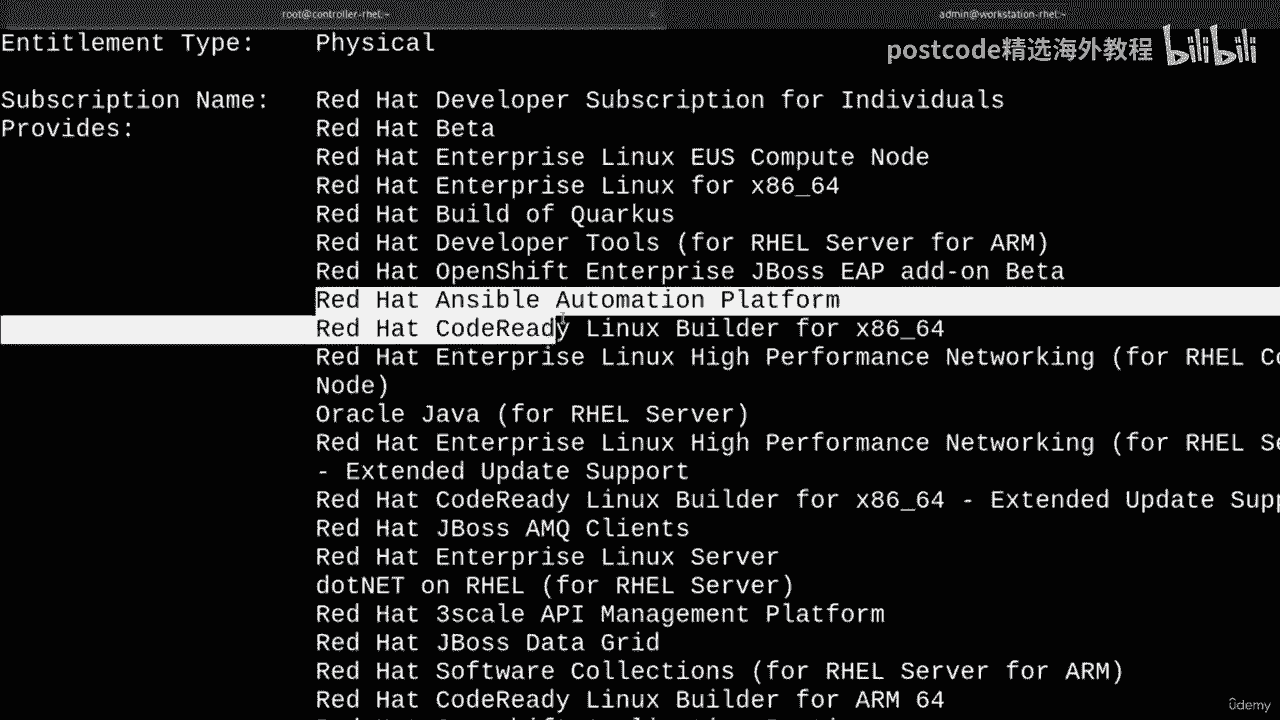 root@controller-rhel:~ × admin@workstation-rhel:~
Entitlement Type: Physical
postcode精选海外教程 bilibili
Subscription Name: Red Hat Developer Subscription for Individuals
Provides: Red Hat Beta
Red Hat Enterprise Linux EUS Compute Node
Red Hat Enterprise Linux for x86_64
Red Hat Build of Quarkus
Red Hat Developer Tools (for RHEL Server for ARM)
Red Hat OpenShift Enterprise JBoss EAP add-on Beta
Red Hat Ansible Automation Platform
Red Hat CodeReady Linux Builder for x86_64
Red Hat Enterprise Linux High Performance Networking (for RHEL Co
Node)
Oracle Java (for RHEL Server)
Red Hat Enterprise Linux High Performance Networking (for RHEL Se
- Extended Update Support
Red Hat CodeReady Linux Builder for x86_64 - Extended Update Supp
Red Hat JBoss AMQ Clients
Red Hat Enterprise Linux Server
dotNET on RHEL (for RHEL Server)
Red Hat 3scale API Management Platform
Red Hat JBoss Data Grid
Red Hat Software Collections (for RHEL Server for ARM)
Red Hat CodeReady Linux Builder for ARM 64
Udemy